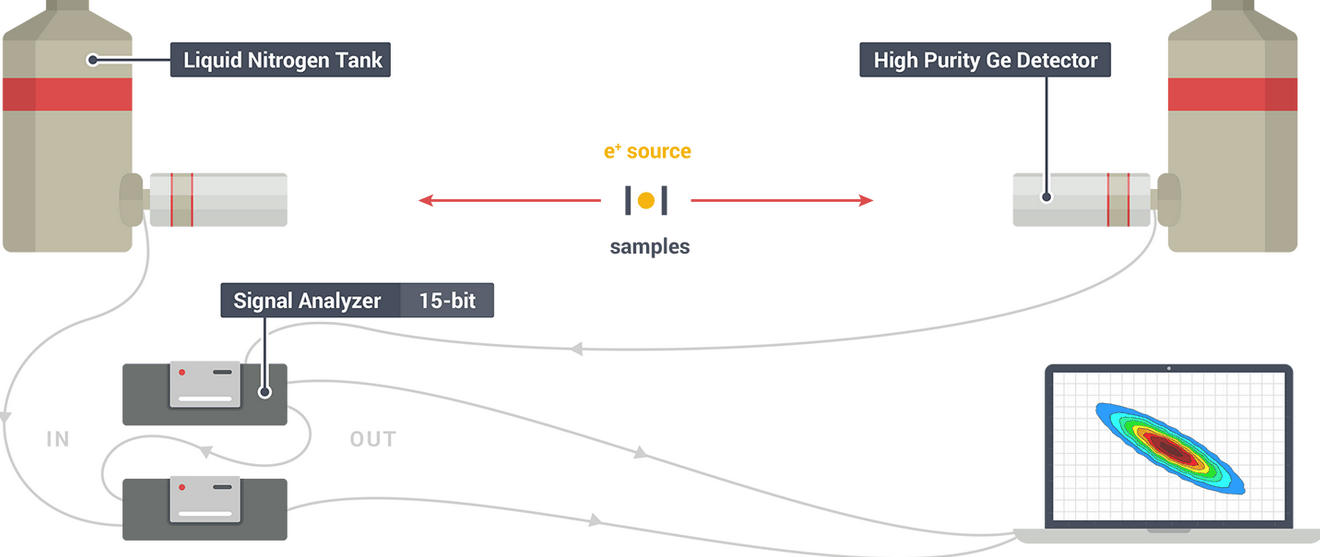 Liquid Nitrogen Tank
High Purity Ge Detector
e⁺ source
samples
Signal Analyzer 15-bit
IN
OUT